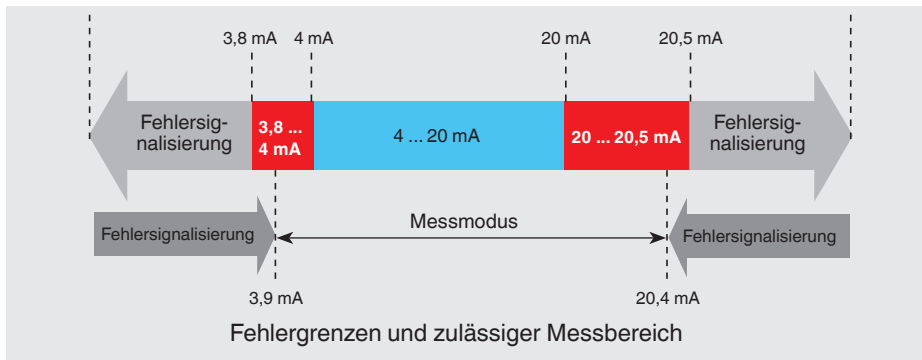 3,8 mA 4 mA 20 mA 20,5 mA
Fehlersig-
nalisierung
3,8 ...
4 mA
4 ... 20 mA
20 ... 20,5 mA
Fehlersig-
nalisierung
Fehlersignalisierung
Messmodus
Fehlersignalisierung
3,9 mA
20,4 mA
Fehlergrenzen und zulässiger Messbereich